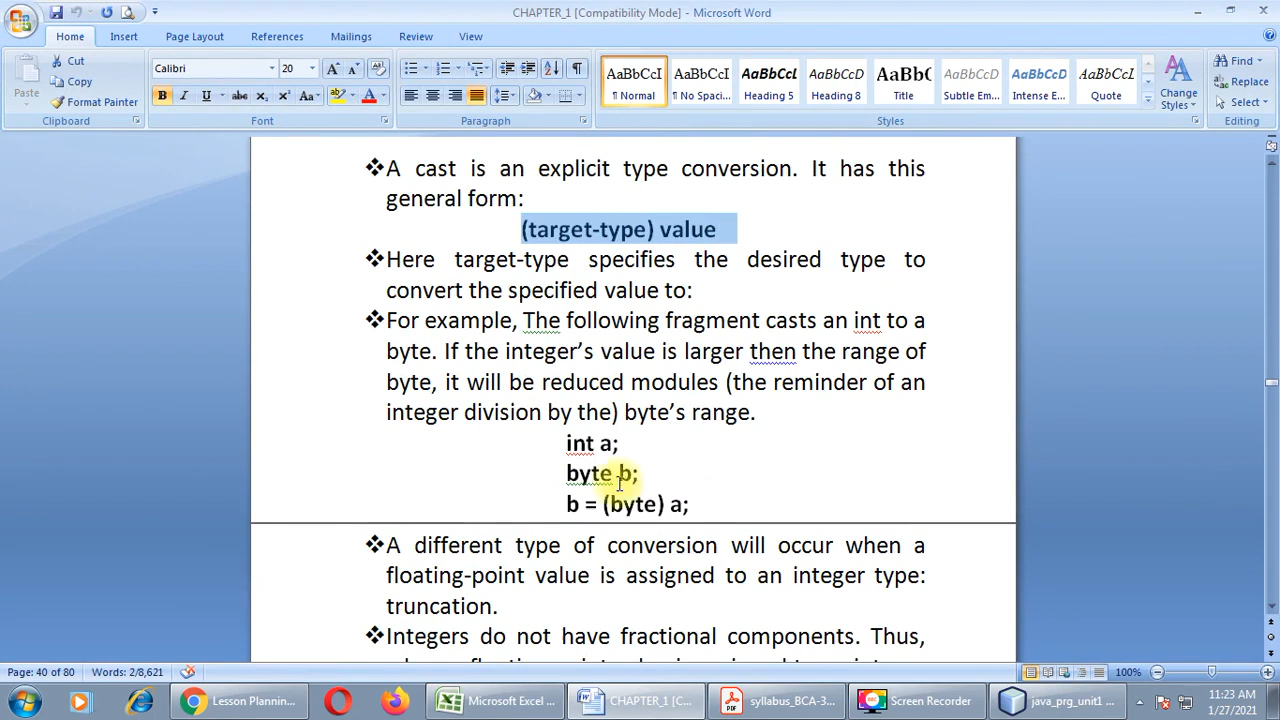 CHAPTER_1 [Compatibility Mode] - Microsoft Word
Home Insert Page Layout References Mailings Review View
Paste
Cut
Copy
Format Painter
Clipboard
Calibri 20
B I U abc x₂ x² Aa
Font
Paragraph
AaBbCcI AaBbCcI AaBbCcL AaBbCcD AaBbCc AaBbCcD AaBbCcI AaBbCcI
¶ Normal ¶ No Spaci... Heading 5 Heading 8 Title Subtle Em... Intense E... Quote
Change Styles
Styles
Find
Replace
Select
Editing
❖A cast is an explicit type conversion. It has this
general form:
(target-type) value
❖Here target-type specifies the desired type to
convert the specified value to:
❖For example, The following fragment casts an int to a
byte. If the integer’s value is larger then the range of
byte, it will be reduced modules (the reminder of an
integer division by the) byte’s range.
int a;
byte b;
b = (byte) a;
❖A different type of conversion will occur when a
floating-point value is assigned to an integer type:
truncation.
❖Integers do not have fractional components. Thus,
Page: 40 of 80 Words: 2/8,621 100%
Lesson Plannin... Microsoft Excel ... CHAPTER_1 [C... syllabus_BCA-3... Screen Recorder java_prg_unit1 ...
11:23 AM
1/27/2021